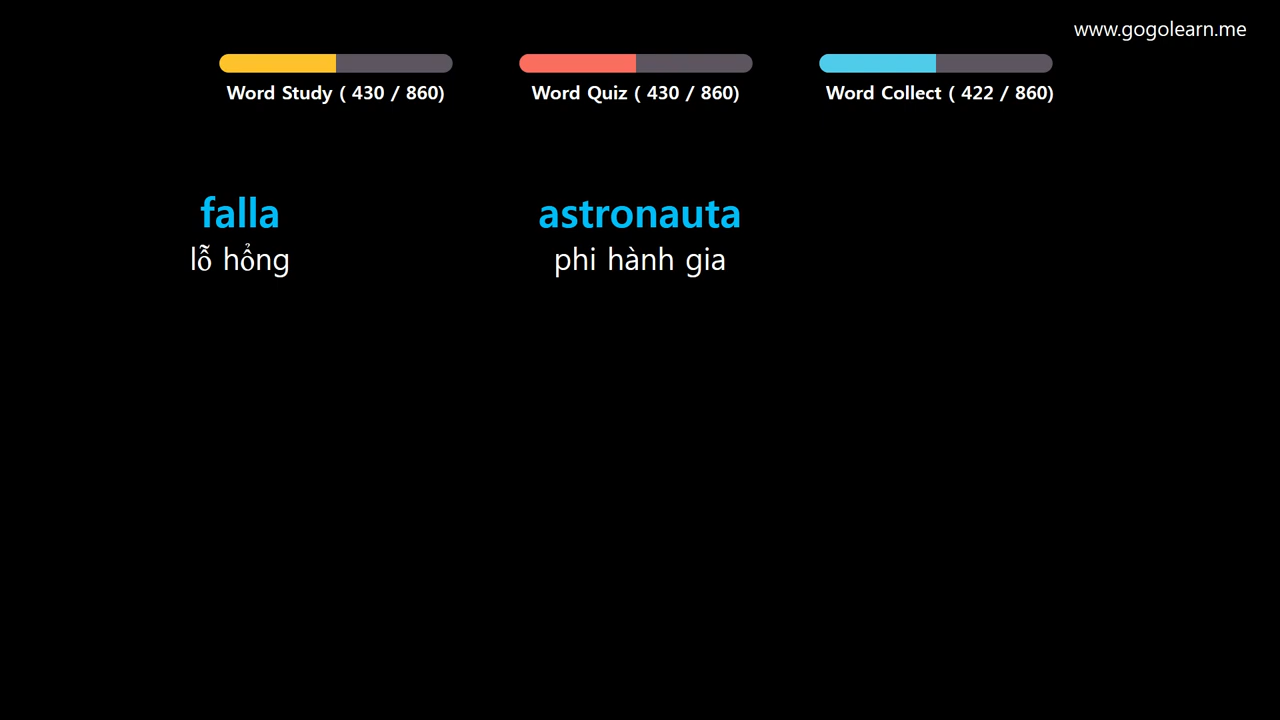 www.gogolearn.me
Word Study ( 430 / 860)
Word Quiz ( 430 / 860)
Word Collect ( 422 / 860)
falla
lỗ hổng
astronauta
phi hành gia